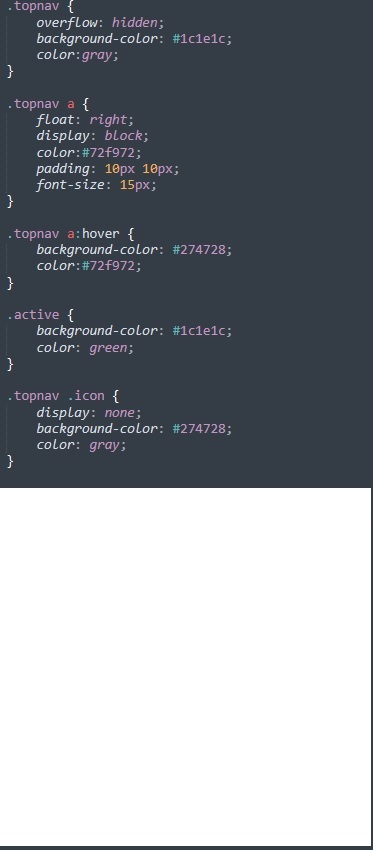 .topnav {
    overflow: hidden;
    background-color: #1c1e1c;
    color:gray;
}

.topnav a {
    float: right;
    display: block;
    color:#72f972;
    padding: 10px 10px;
    font-size: 15px;
}

.topnav a:hover {
    background-color: #274728;
    color:#72f972;
}

.active {
    background-color: #1c1e1c;
    color: green;
}

.topnav .icon {
    display: none;
    background-color: #274728;
    color: gray;
}